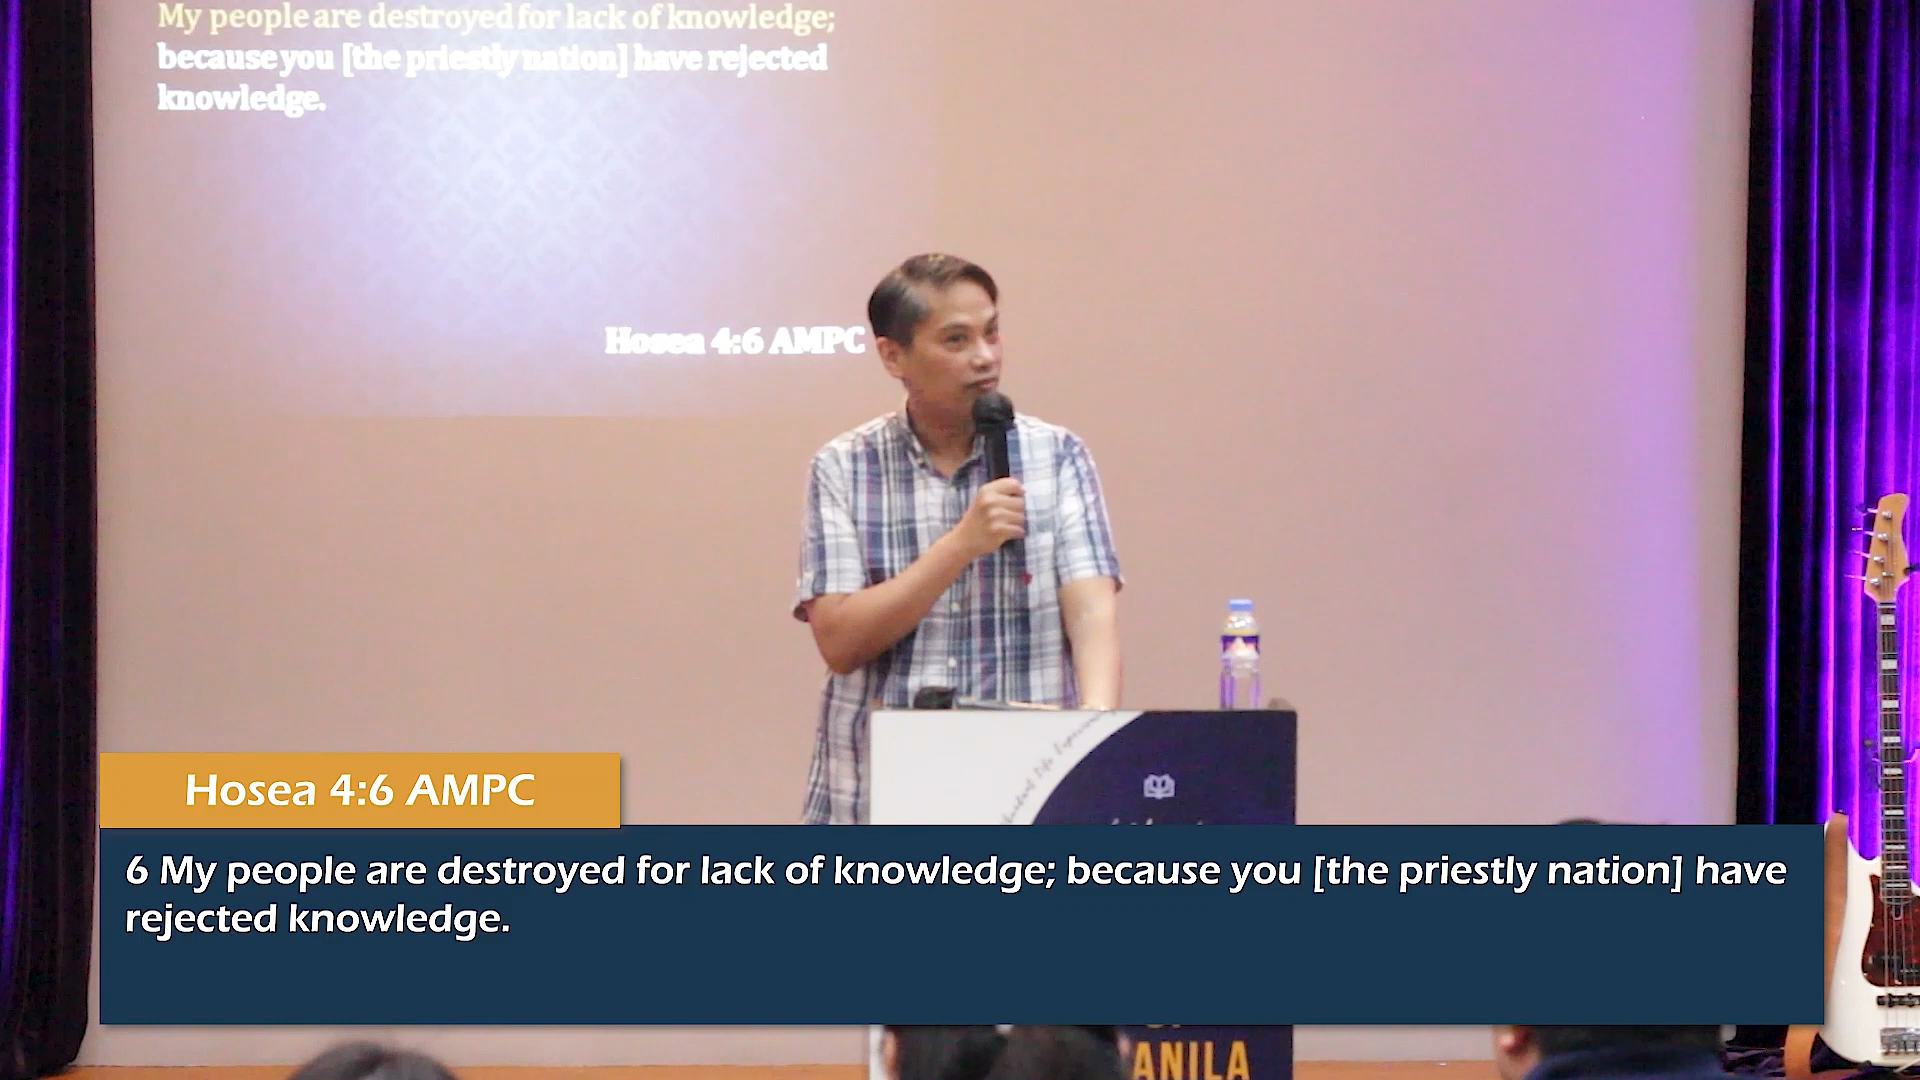 My people are destroyed for lack of knowledge;
because you [the priestly nation] have rejected
knowledge.
Hosea 4:6 AMPC
Hosea 4:6 AMPC
6 My people are destroyed for lack of knowledge; because you [the priestly nation] have
rejected knowledge.
ANILA